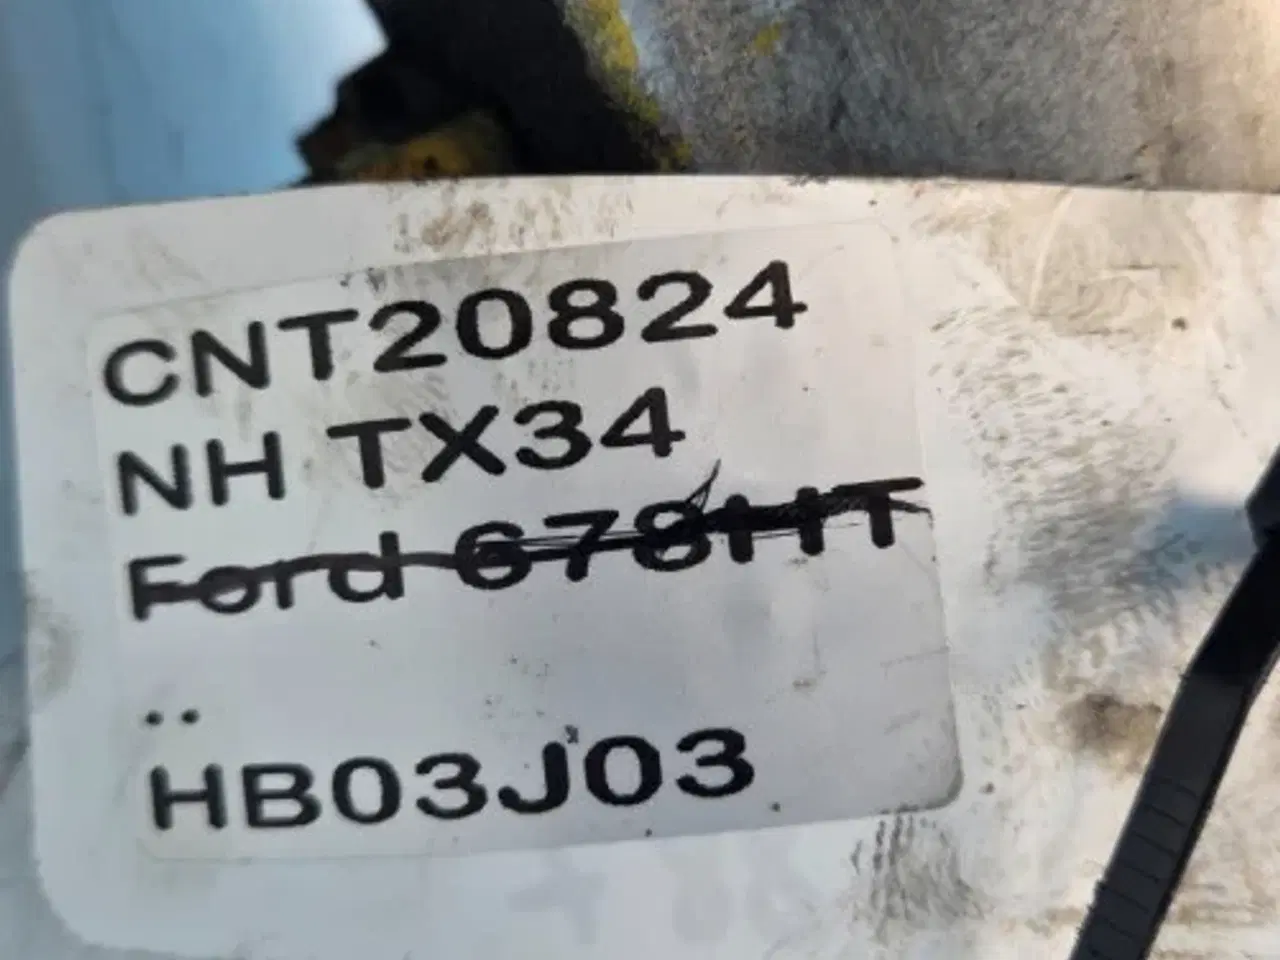 CNT20824
NH TX34
Ford 678HT
..
HB03J03